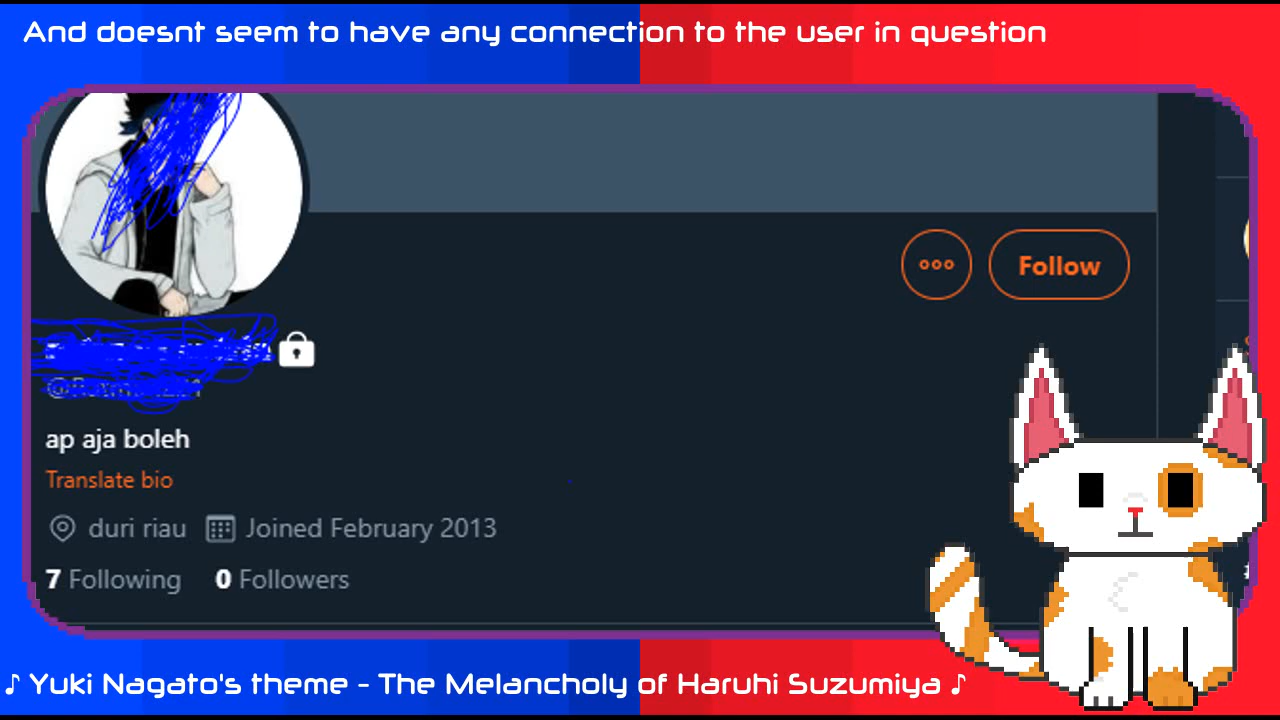 And doesnt seem to have any connection to the user in question
Follow
ap aja boleh
Translate bio
duri riau Joined February 2013
7 Following 0 Followers
♪ Yuki Nagato's theme - The Melancholy of Haruhi Suzumiya ♪